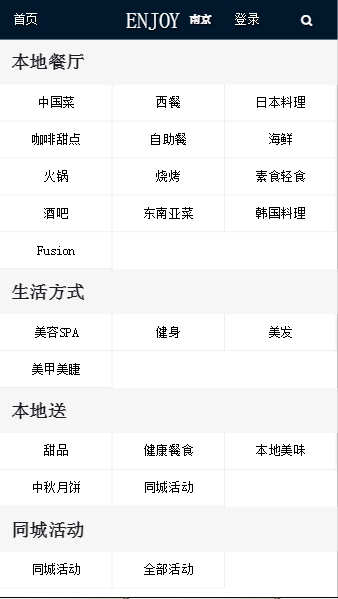 首页 ENJOY 南京 登录
本地餐厅
中国菜 西餐 日本料理
咖啡甜点 自助餐 海鲜
火锅 烧烤 素食轻食
酒吧 东南亚菜 韩国料理
Fusion
生活方式
美容SPA 健身 美发
美甲美睫
本地送
甜品 健康餐食 本地美味
中秋月饼 同城活动
同城活动
同城活动 全部活动